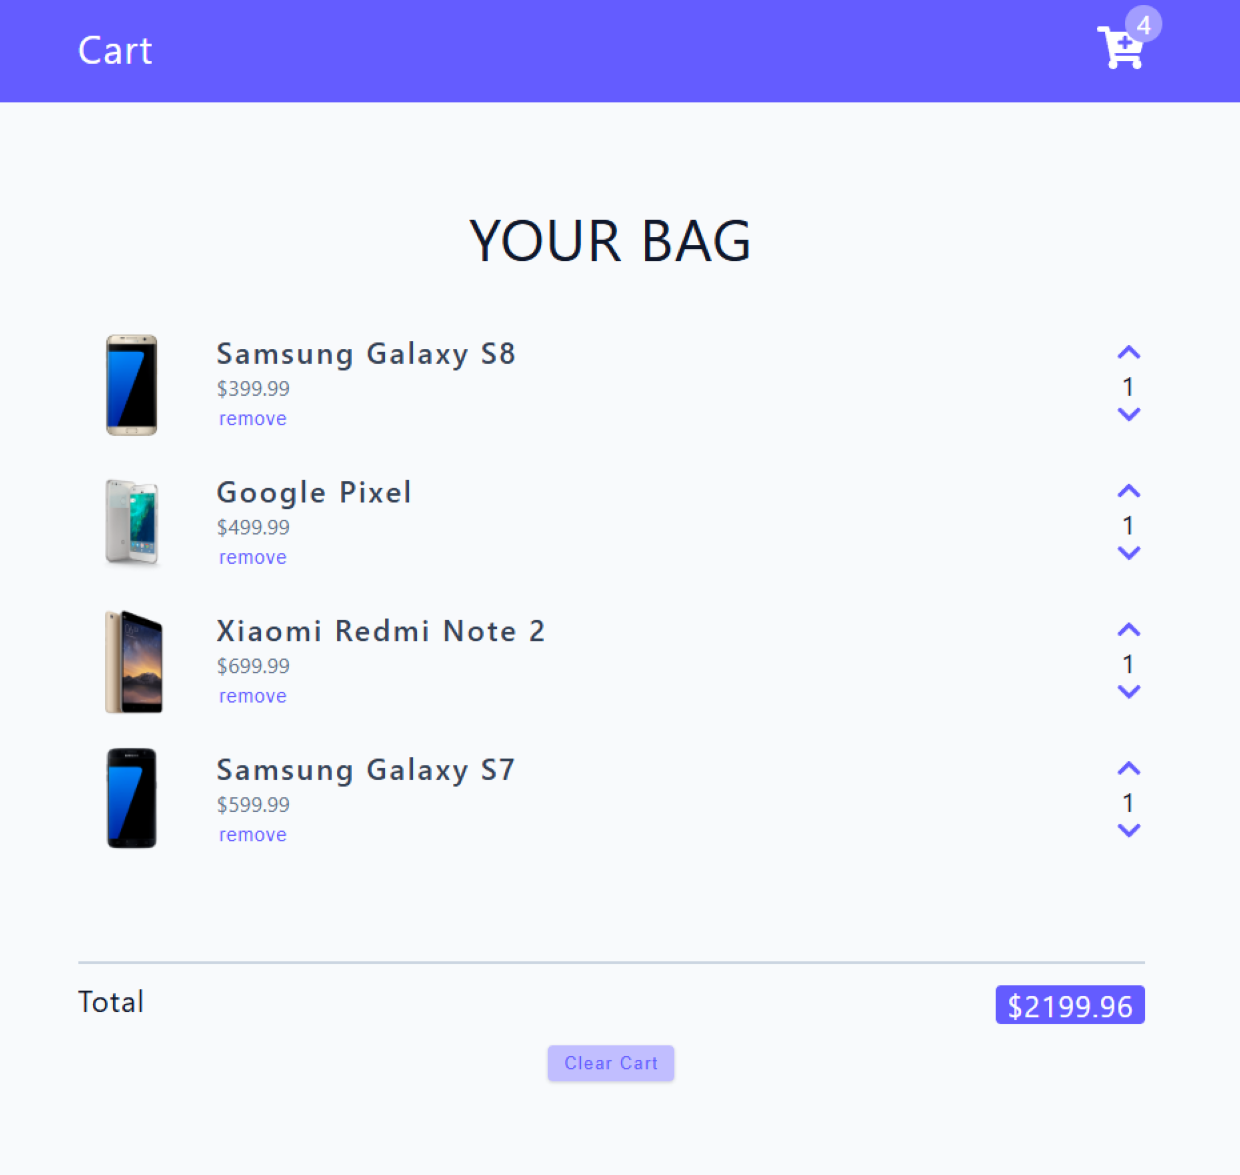 Cart
4
YOUR BAG
Samsung Galaxy S8
$399.99
remove
1
Google Pixel
$499.99
remove
1
Xiaomi Redmi Note 2
$699.99
remove
1
Samsung Galaxy S7
$599.99
remove
1
Total
$2199.96
Clear Cart